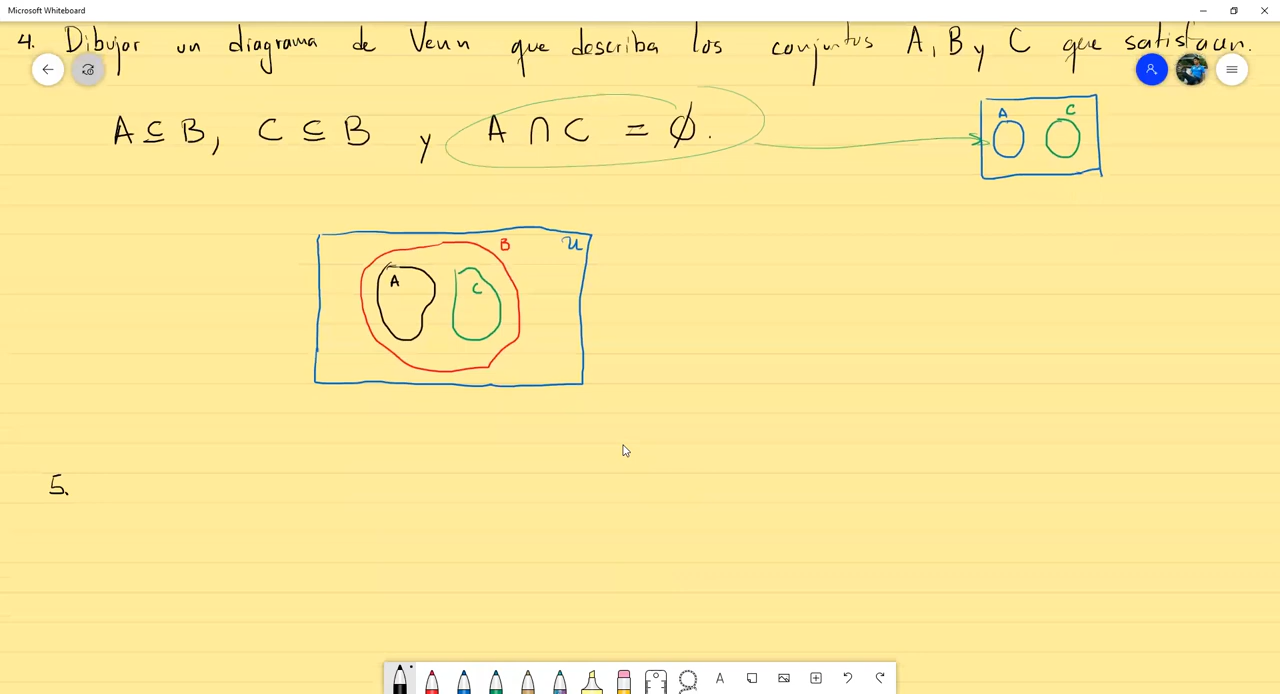 Microsoft Whiteboard
4. Dibujar un diagrama de Venn que describa los conjuntos A, B y C que satisfacen.
A ⊆ B, C ⊆ B y A ∩ C = ∅.
A C
B U
A C
5.
A